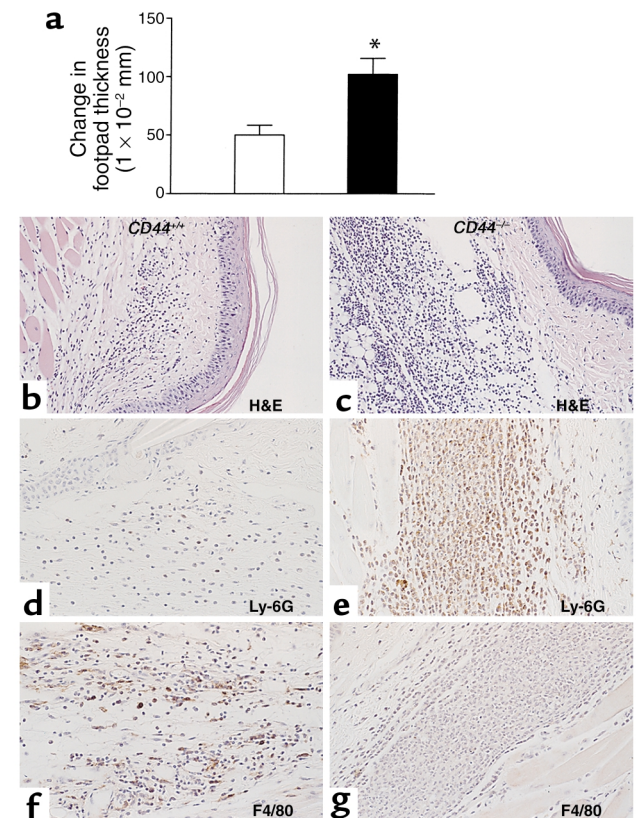 a
150
*
100
50
0
Change in
footpad thickness
(1 × 10⁻² mm)
CD44⁺/⁺
CD44⁻/⁻
b
H&E
c
H&E
d
Ly-6G
e
Ly-6G
f
F4/80
g
F4/80